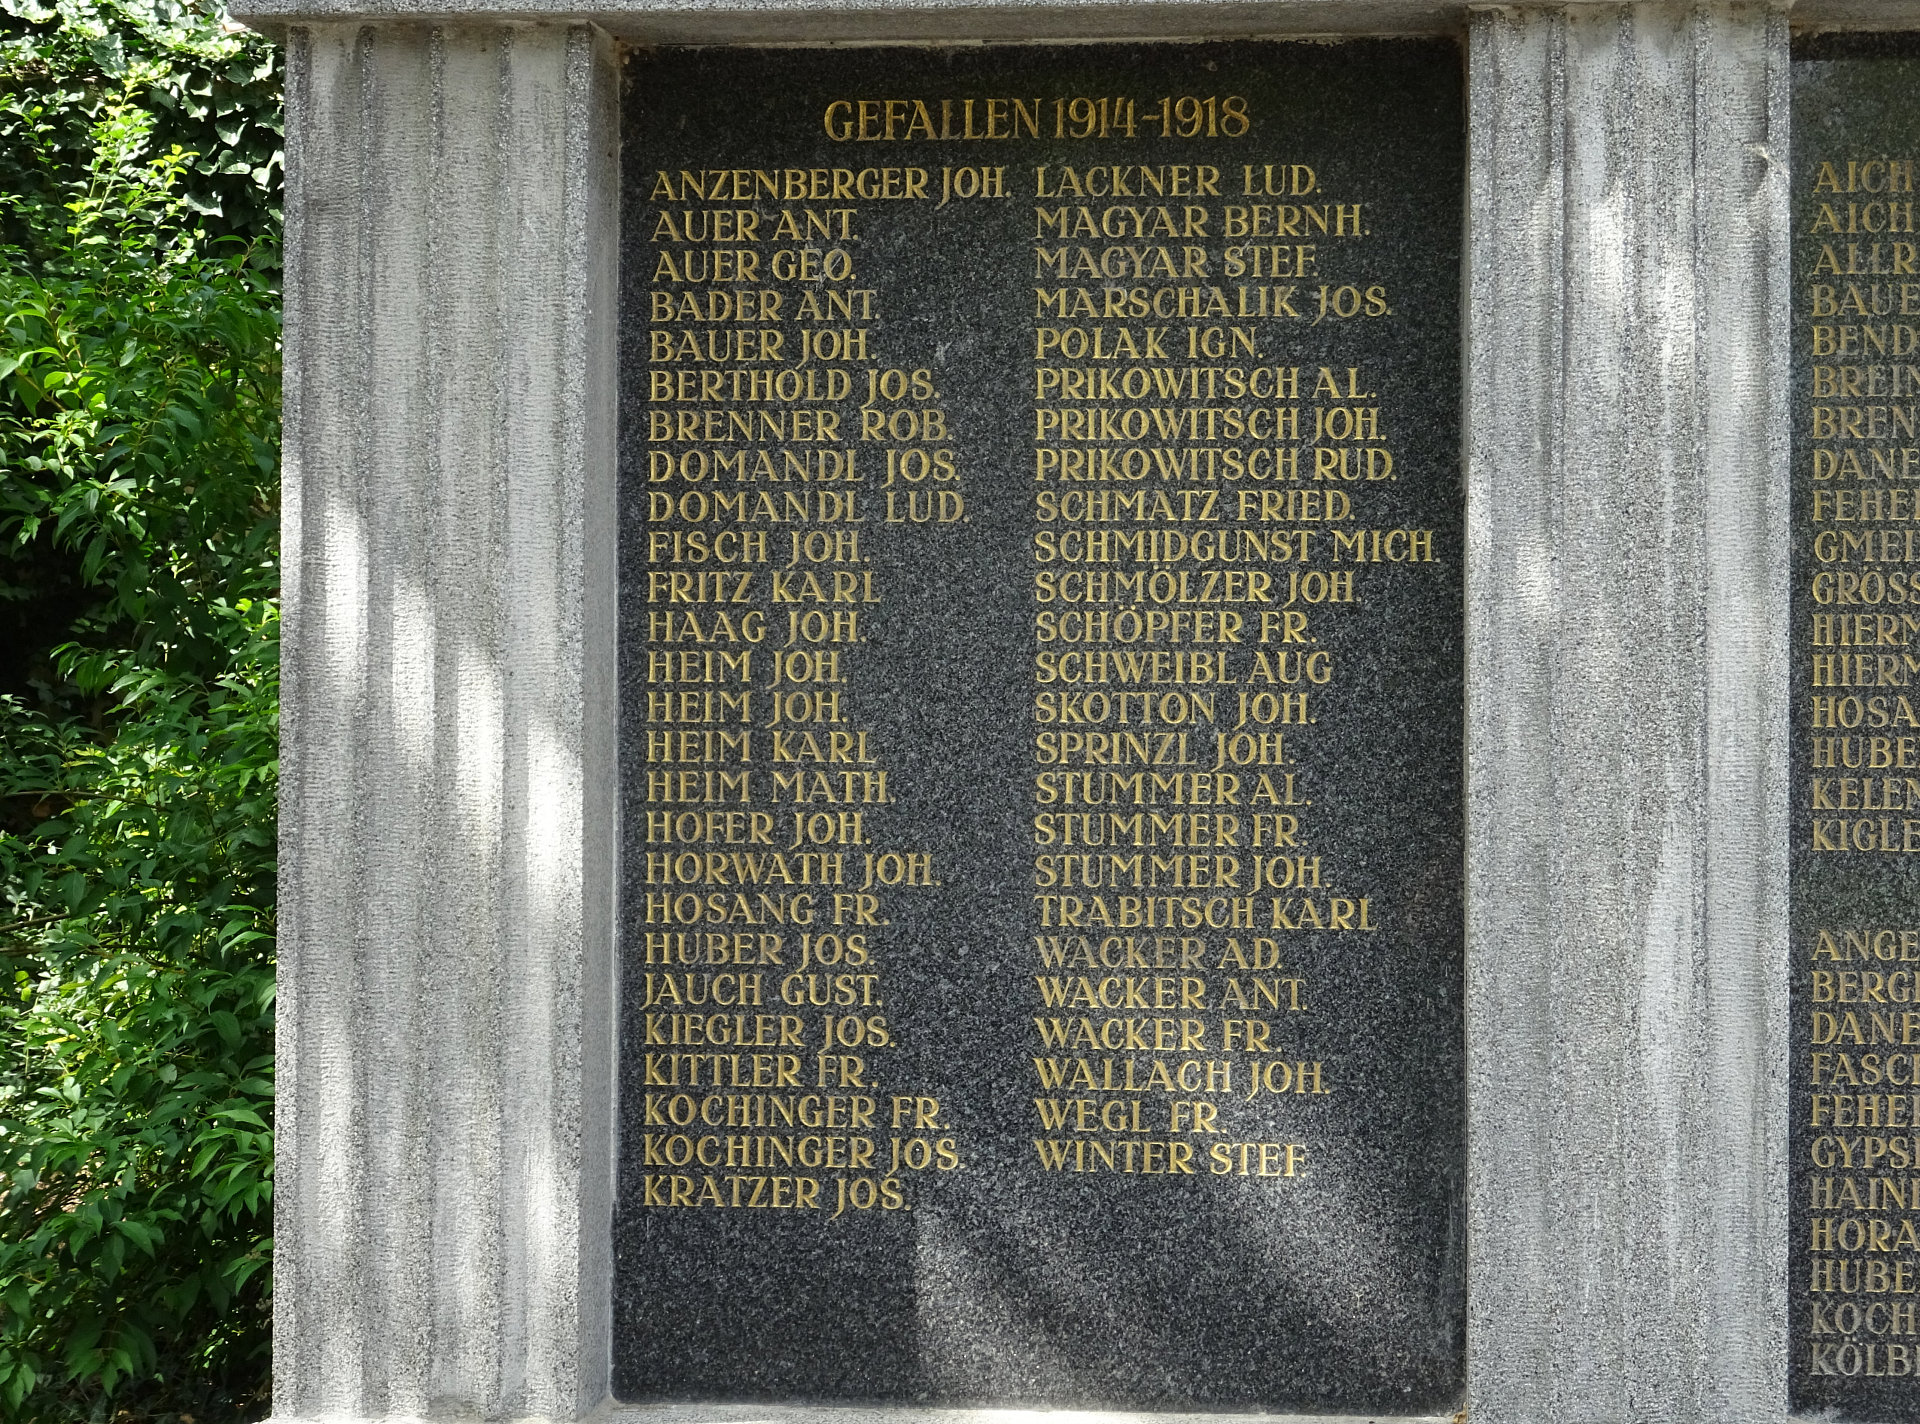 GEFALLEN 1914-1918
ANZENBERGER JOH.
AUER ANT.
AUER GEO.
BADER ANT.
BAUER JOH.
BERTHOLD JOS.
BRENNER ROB.
DOMANDL JOS.
DOMANDL LUD.
FISCH JOH.
FRITZ KARL
HAAG JOH.
HEIM JOH.
HEIM JOH.
HEIM KARL
HEIM MATH.
HOFER JOH.
HORWATH JOH.
HOSANG FR.
HUBER JOS.
JAUCH GUST.
KIEGLER JOS.
KITTLER FR.
KOCHINGER FR.
KOCHINGER JOS.
KRATZER JOS.
LACKNER LUD.
MAGYAR BERNH.
MAGYAR STEF.
MARSCHALIK JOS.
POLAK IGN.
PRIKOWITSCH AL.
PRIKOWITSCH JOH.
PRIKOWITSCH RUD.
SCHMATZ FRIED.
SCHMIDGUNST MICH.
SCHMÖLZER JOH.
SCHÖPFER FR.
SCHWEIBL AUG
SKOTTON JOH.
SPRINZL JOH.
STUMMER AL.
STUMMER FR.
STUMMER JOH.
TRABITSCH KARL
WACKER AD.
WACKER ANT.
WACKER FR.
WALLACH JOH.
WEGL FR.
WINTER STEF.